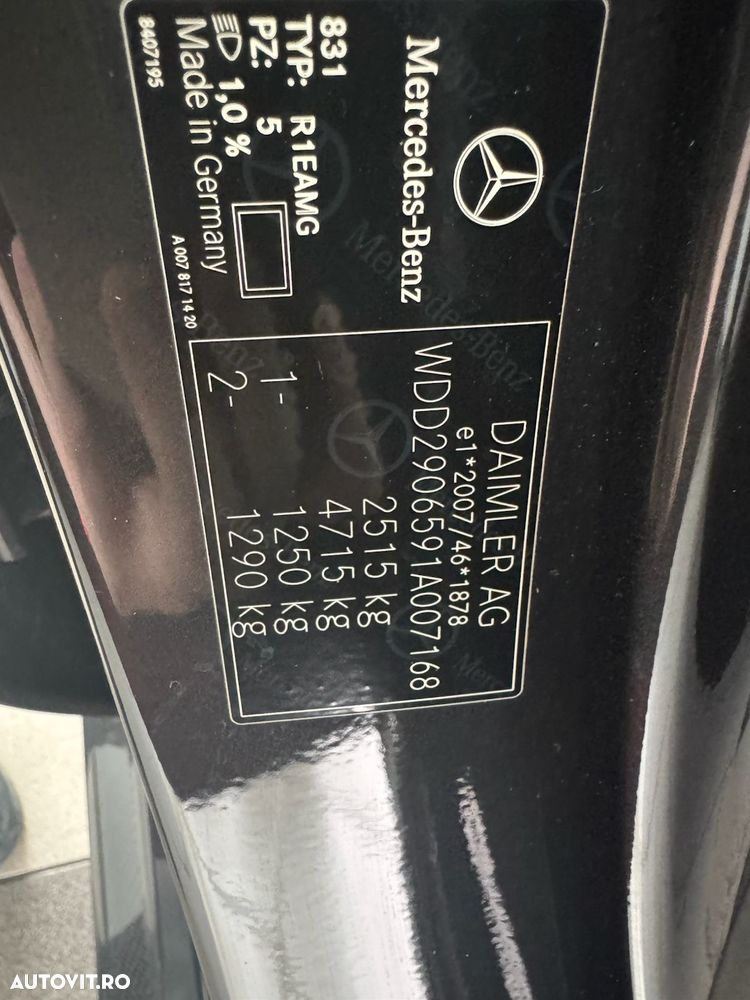 Mercedes-Benz
831
TYP: R1EAMG
PZ: 5
1,0 %
Made in Germany
8407195
A 007 817 14 20
DAIMLER AG
e1*2007/46*1878
WDD2906591A007168
2515 kg
4715 kg
1- 1250 kg
2- 1290 kg
AUTOVIT.RO